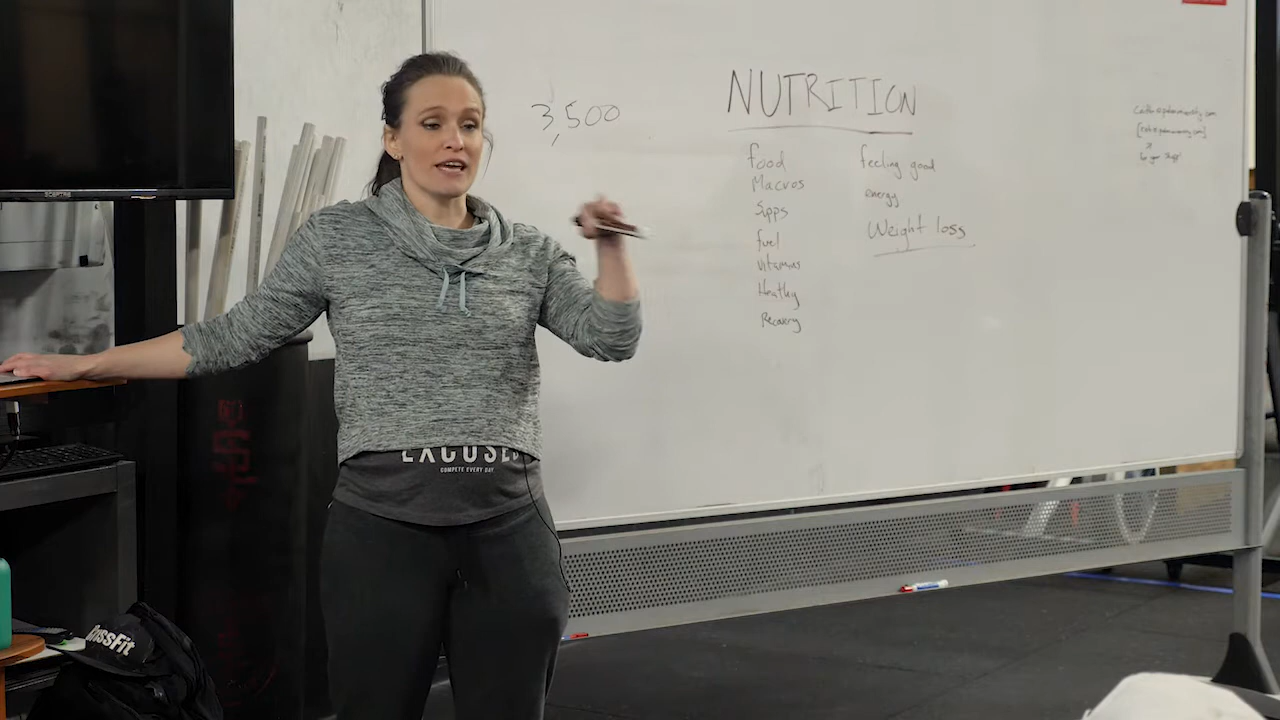 SCEPTRE
3,500
NUTRITION
food
Macros
Supps
fuel
vitamins
Healthy
Recovery
feeling good
energy
Weight loss
EXCUSES
COMPETE EVERY DAY
CrossFit